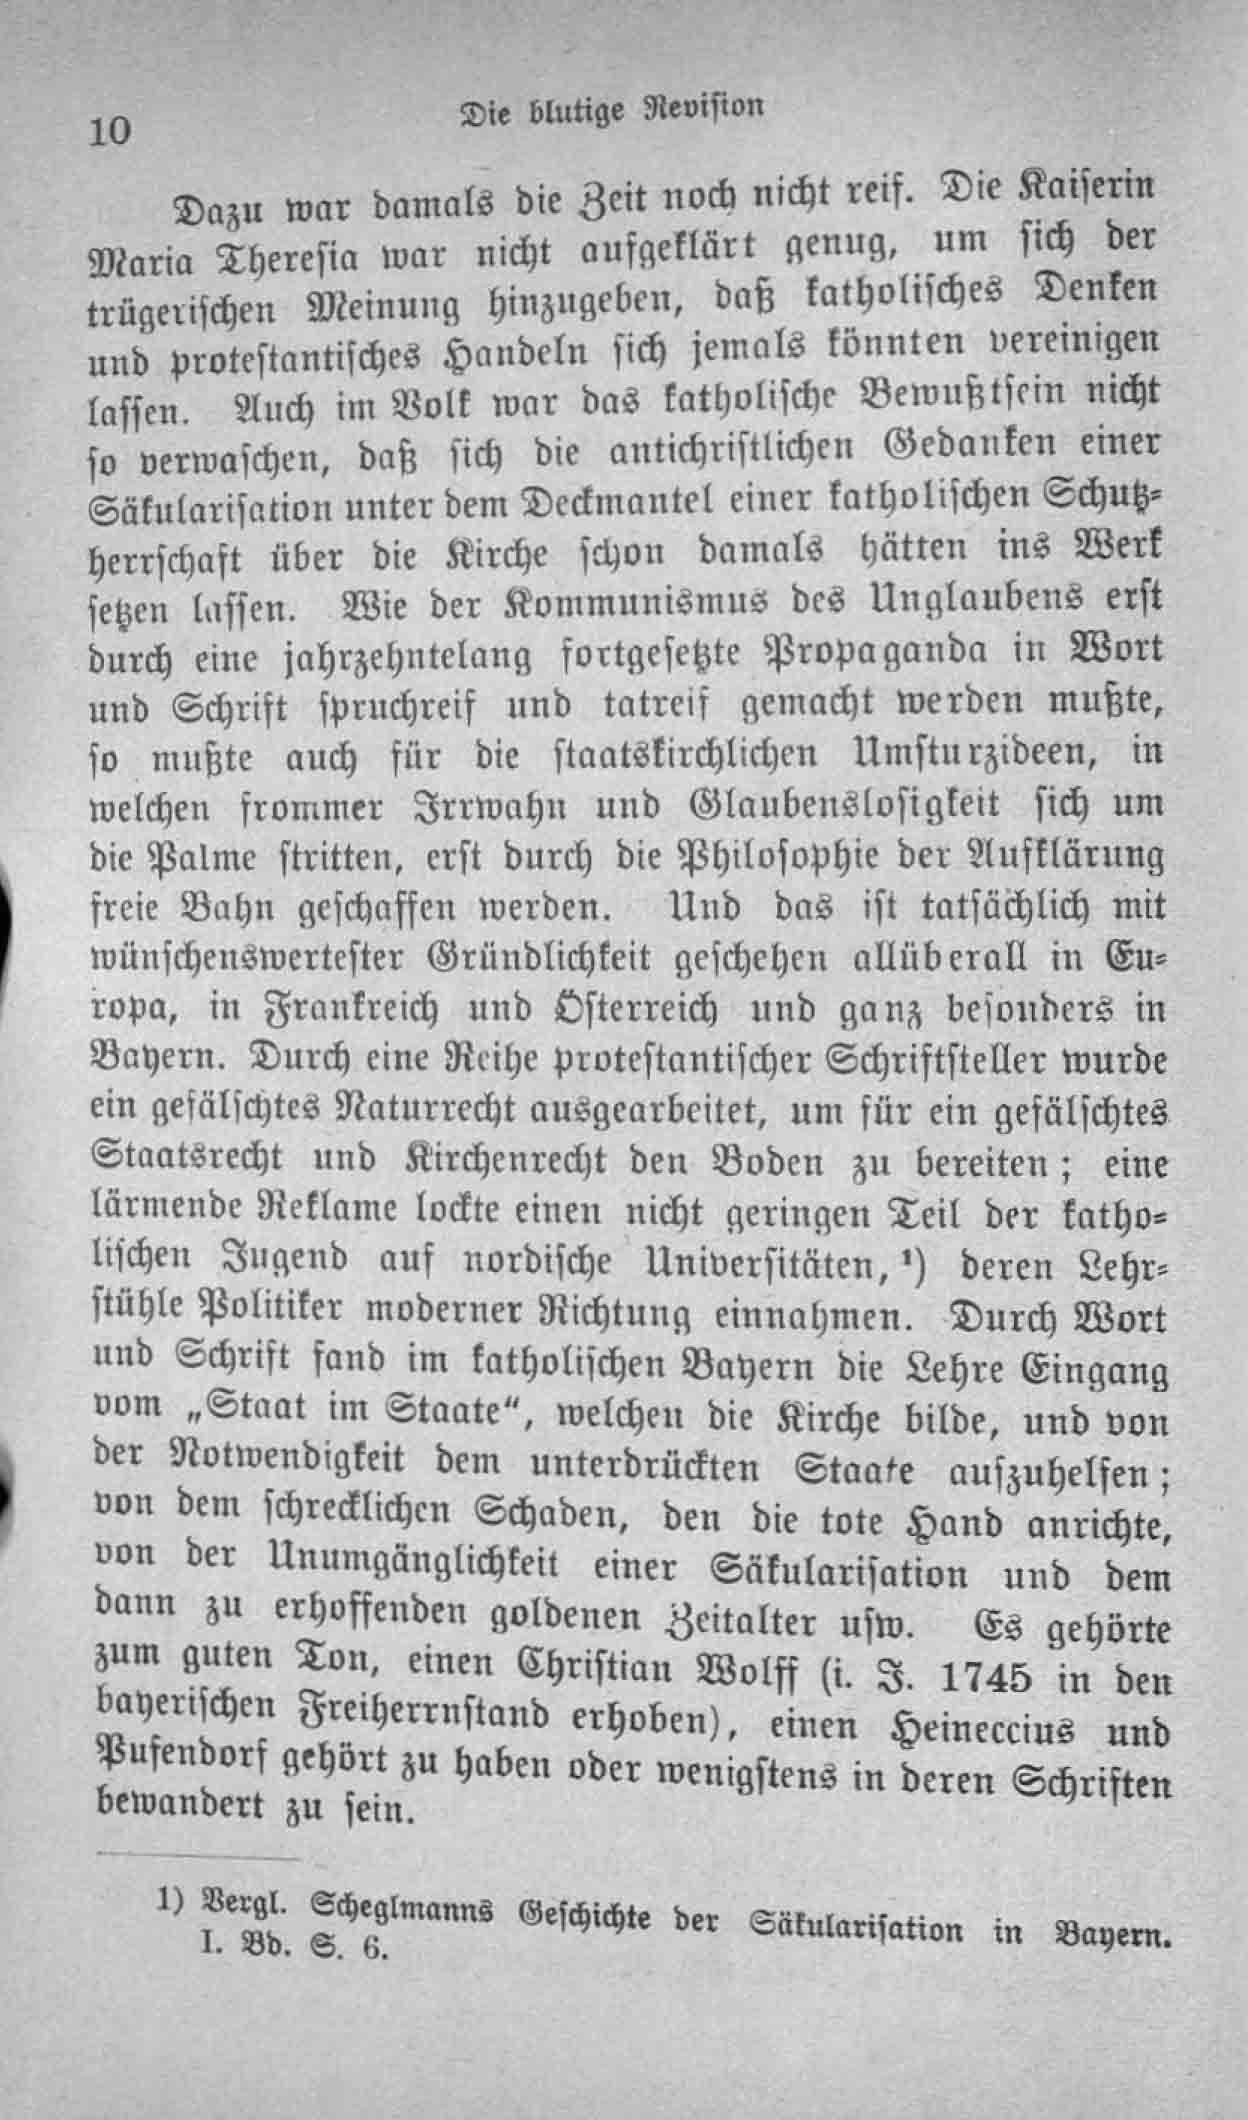 10
Die blutige Revision
Dazu war damals die Zeit noch nicht reif. Die Kaiserin
Maria Theresia war nicht aufgeklärt genug, um sich der
trügerischen Meinung hinzugeben, daß katholisches Denken
und protestantisches Handeln sich jemals könnten vereinigen
lassen. Auch im Volk war das katholische Bewußtsein nicht
so verwaschen, daß sich die antichristlichen Gedanken einer
Säkularisation unter dem Deckmantel einer katholischen Schutz-
herrschaft über die Kirche schon damals hätten ins Werk
setzen lassen. Wie der Kommunismus des Unglaubens erst
durch eine jahrzehntelang fortgesetzte Propaganda in Wort
und Schrift spruchreif und tatreif gemacht werden mußte,
so mußte auch für die staatskirchlichen Umsturzideen, in
welchen frommer Irrwahn und Glaubenslosigkeit sich um
die Palme stritten, erst durch die Philosophie der Aufklärung
freie Bahn geschaffen werden. Und das ist tatsächlich mit
wünschenswertester Gründlichkeit geschehen allüberall in Eu-
ropa, in Frankreich und Österreich und ganz besonders in
Bayern. Durch eine Reihe protestantischer Schriftsteller wurde
ein gefälschtes Naturrecht ausgearbeitet, um für ein gefälschtes
Staatsrecht und Kirchenrecht den Boden zu bereiten; eine
lärmende Reklame lockte einen nicht geringen Teil der katho-
lischen Jugend auf nordische Universitäten, ¹) deren Lehr-
stühle Politiker moderner Richtung einnahmen. Durch Wort
und Schrift fand im katholischen Bayern die Lehre Eingang
vom „Staat im Staate“, welchen die Kirche bilde, und von
der Notwendigkeit dem unterdrückten Staate aufzuhelfen;
von dem schrecklichen Schaden, den die tote Hand anrichte,
von der Unumgänglichkeit einer Säkularisation und dem
dann zu erhoffenden goldenen Zeitalter usw. Es gehörte
zum guten Ton, einen Christian Wolff (i. J. 1745 in den
bayerischen Freiherrnstand erhoben), einen Heineccius und
Pufendorf gehört zu haben oder wenigstens in deren Schriften
bewandert zu sein.
1) Vergl. Scheglmanns Geschichte der Säkularisation in Bayern.
I. Bd. S. 6.